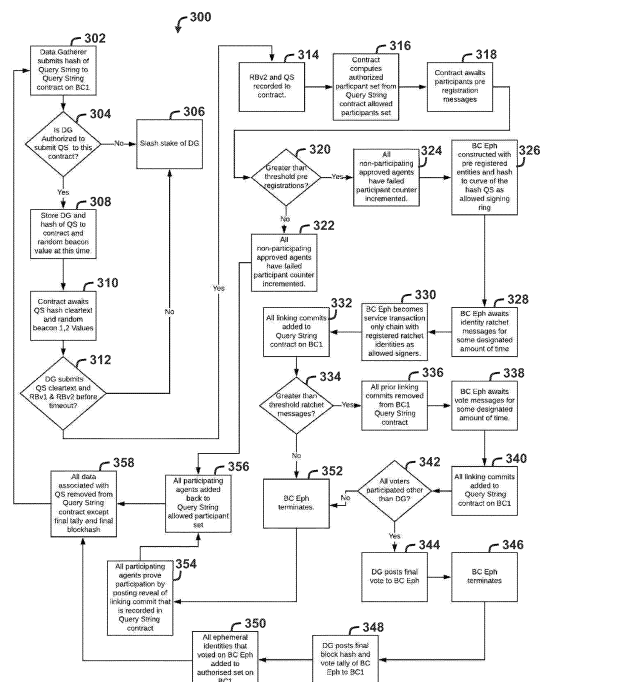 300
302
Data Gatherer
submits hash of
Query String to
Query String
contract on BC1
304
Is DG
Authorized to
submit QS to this
contract?
No
306
Slash stake of DG
Yes
308
Store DG and
hash of QS to
contract and
random beacon
value at this time.
310
Contract awaits
QS hash cleartext
and random
beacon 1,2 Values
312
DG submits
QS cleartext and
RBv1 & RBv2 before
timeout?
No
Yes
314
RBv2 and QS
recorded to
contract.
316
Contract
computes
authorized
participant set from
Query String
contract allowed
participants set
318
Contract awaits
participants pre
registration
messages
320
Greater than
threshold pre
registrations?
Yes
324
All
non-participating
approved agents
have failed
participant counter
incremented.
326
BC Eph
constructed with
pre registered
entities and hash
to curve of the
hash QS as
allowed signing
ring
No
322
All
non-participating
approved agents
have failed
participant counter
incremented.
328
BC Eph awaits
identity ratchet
messages for
some designated
amount of time
330
BC Eph becomes
service transaction
only chain with
registered ratchet
identities as
allowed signers.
332
All linking commits
added to
Query String
contract on BC1
334
Greater than
threshold ratchet
messages?
Yes
336
All prior linking
commits removed
from BC1
Query String
contract
338
BC Eph awaits
vote messages for
some designated
amount of time.
340
All linking commits
added to
Query String
contract on BC1
342
All voters
participated other
than DG?
No
No
352
BC Eph
terminates.
Yes
344
DG posts final
vote to BC Eph
346
BC Eph
terminates
348
DG posts final
block hash and
vote tally of BC
Eph to BC1
350
All ephemeral
identities that
voted on BC Eph
added to
authorised set on
BC1
354
All participating
agents prove
participation by
posting reveal of
linking commit that
is recorded in
Query String
contract
356
All participating
agents added
back to
Query String
allowed participant
set
358
All data
associated with
QS removed from
Query String
contract except
final tally and final
blockhash